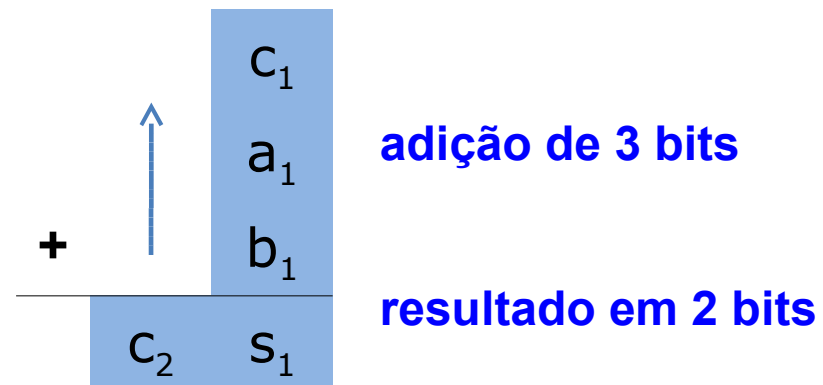 c₁
a₁ adição de 3 bits
+ b₁
c₂ s₁ resultado em 2 bits